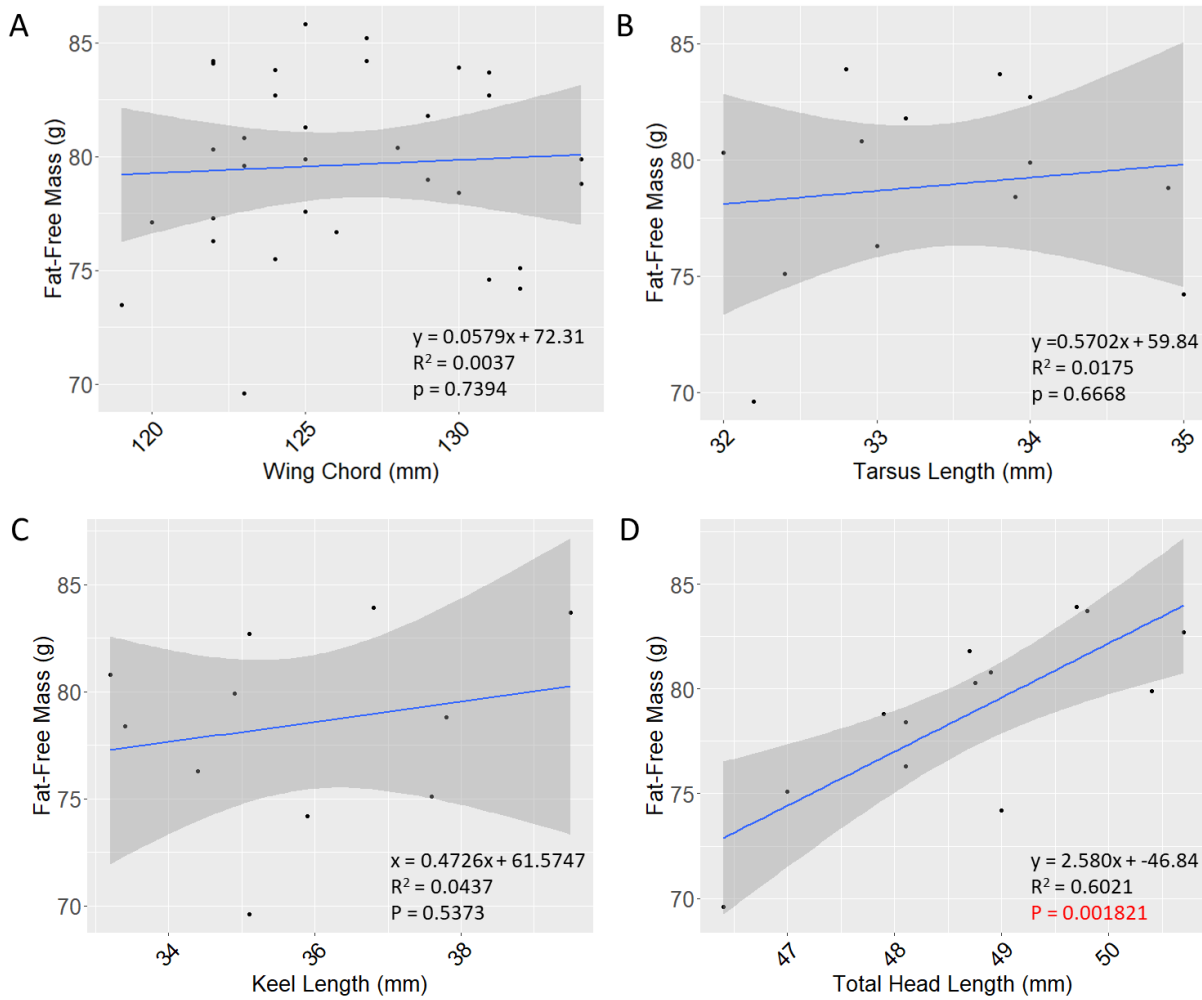 A
Fat-Free Mass (g)
85
80
75
70
y = 0.0579x + 72.31
R² = 0.0037
p = 0.7394
120
125
130
Wing Chord (mm)
B
Fat-Free Mass (g)
85
80
75
70
y =0.5702x + 59.84
R² = 0.0175
p = 0.6668
32
33
34
35
Tarsus Length (mm)
C
Fat-Free Mass (g)
85
80
75
70
x = 0.4726x + 61.5747
R² = 0.0437
P = 0.5373
34
36
38
Keel Length (mm)
D
Fat-Free Mass (g)
85
80
75
70
y = 2.580x + -46.84
R² = 0.6021
P = 0.001821
47
48
49
50
Total Head Length (mm)